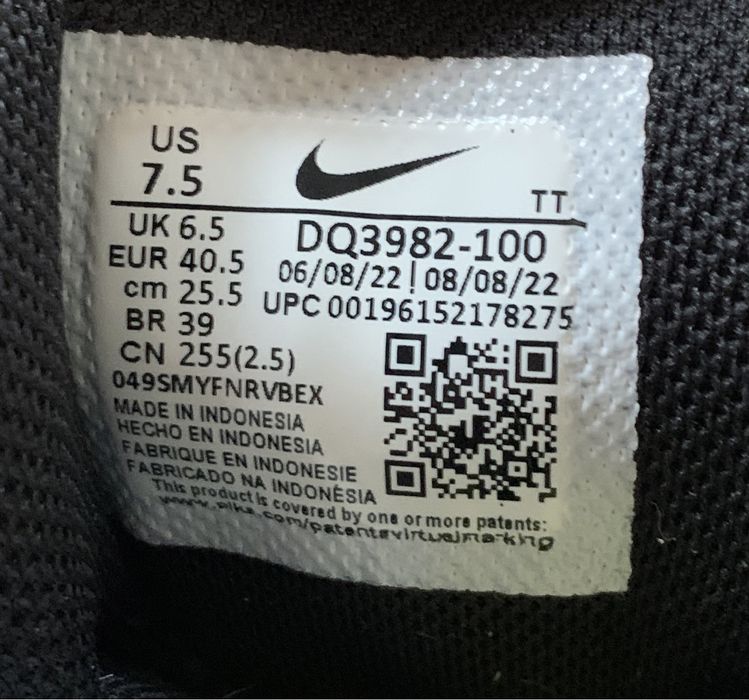 US
7.5
TT
UK 6.5
EUR 40.5
cm 25.5
BR 39
CN 255(2.5)
DQ3982-100
06/08/22 | 08/08/22
UPC 00196152178275
049SMYFNRVBEX
MADE IN INDONESIA
HECHO EN INDONESIA
FABRIQUE EN INDONESIE
FABRICADO NA INDONÉSIA
This product is covered by one or more patents:
www.nike.com/patentsvirtualmarking